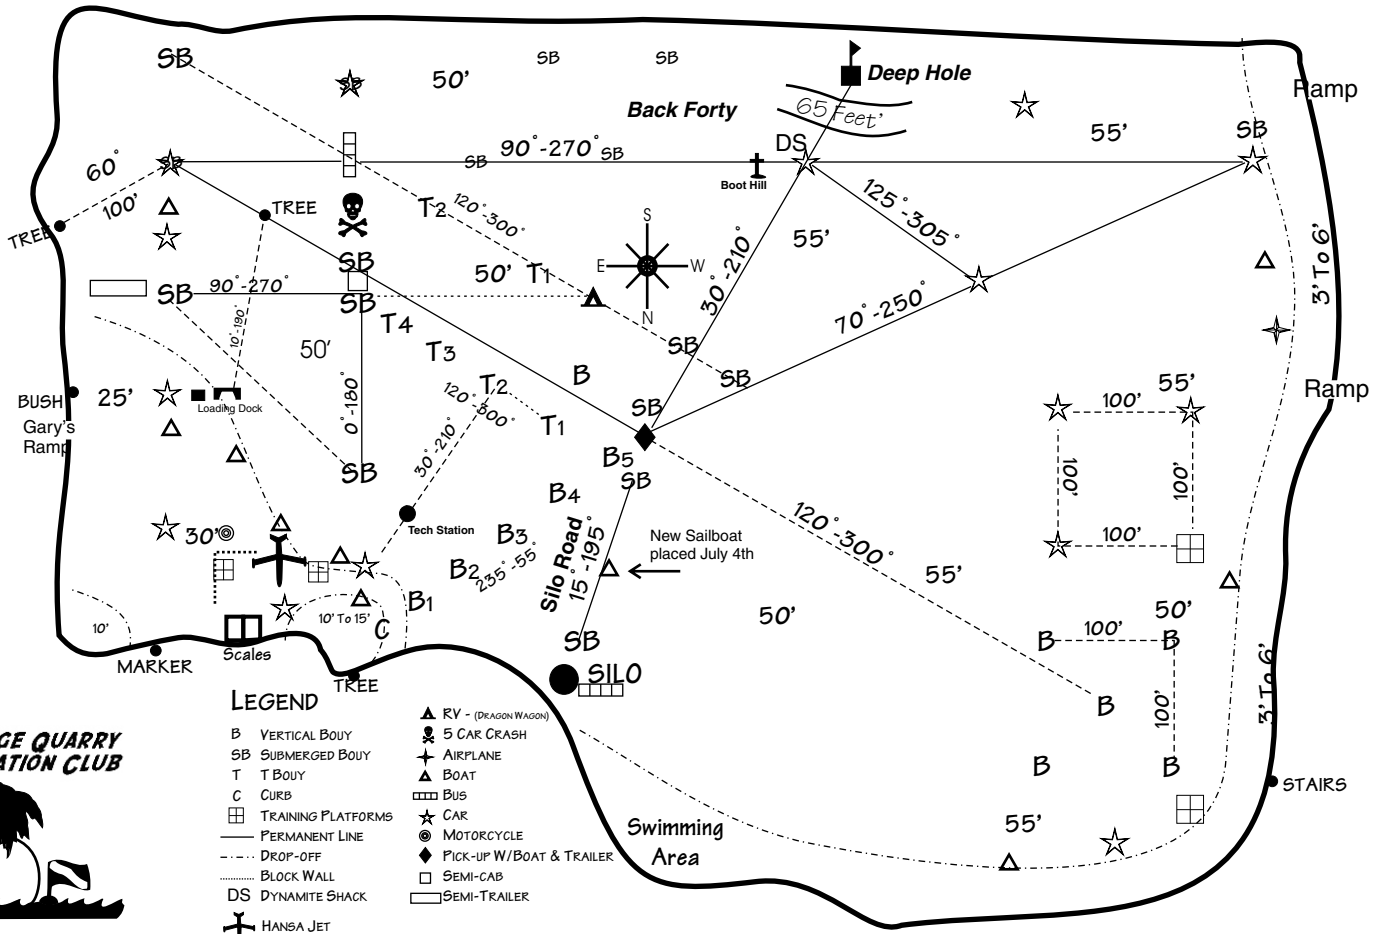 SB
SB
SB
50'
Deep Hole
Back Forty
65 Feet'
55'
Ramp
SB
DS
SB
SB
SB
90°-270°
SB
SB
Boot Hill
60°
100'
TREE
TREE
T2
120°-300°
S
E
W
N
125°-305°
55'
30°-210°
3' To 6'
SB
50'
T1
90°-270°
SB
SB
70°-250°
10°-190°
T4
50'
T3
SB
SB
B
T2
0°-180°
120°-300°
T1
SB
55'
100'
Ramp
BUSH
Gary's
Ramp
25'
Loading Dock
30°-210°
B5
SB
SB
100'
100'
100'
B4
30'
Tech Station
B3
B2
235°-55°
Silo Road
15°-195°
New Sailboat
placed July 4th
120°-300°
55'
B1
10'
10' To 15'
C
50'
50'
B
100'
B
SB
Scales
MARKER
TREE
SILO
3' To 6'
100'
B
B
B
STAIRS
55'
Swimming
Area
GE QUARRY
ATION CLUB
LEGEND
B VERTICAL BOUY
SB SUBMERGED BOUY
T T BOUY
C CURB
TRAINING PLATFORMS
PERMANENT LINE
DROP-OFF
BLOCK WALL
DS DYNAMITE SHACK
HANSA JET
RV - (DRAGON WAGON)
5 CAR CRASH
AIRPLANE
BOAT
BUS
CAR
MOTORCYCLE
PICK-UP W/BOAT & TRAILER
SEMI-CAB
SEMI-TRAILER